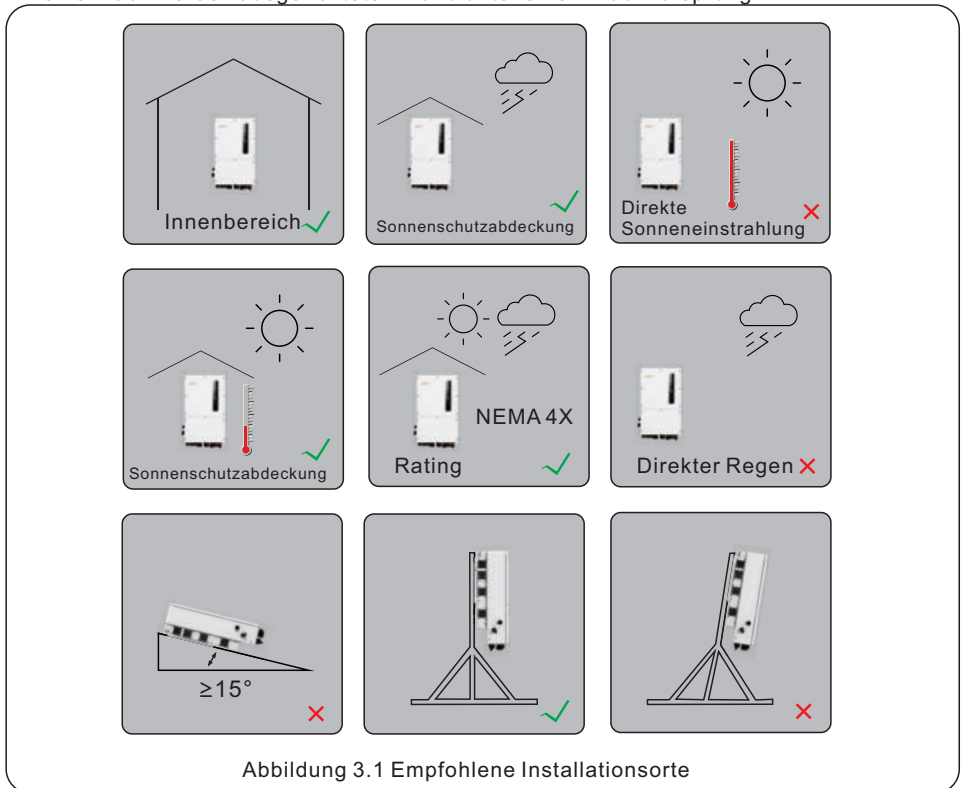 Innenbereich
Sonnenschutzabdeckung
Direkte
Sonneneinstrahlung
Sonnenschutzabdeckung
NEMA 4X
Rating
Direkter Regen
≥15°
Abbildung 3.1 Empfohlene Installationsorte